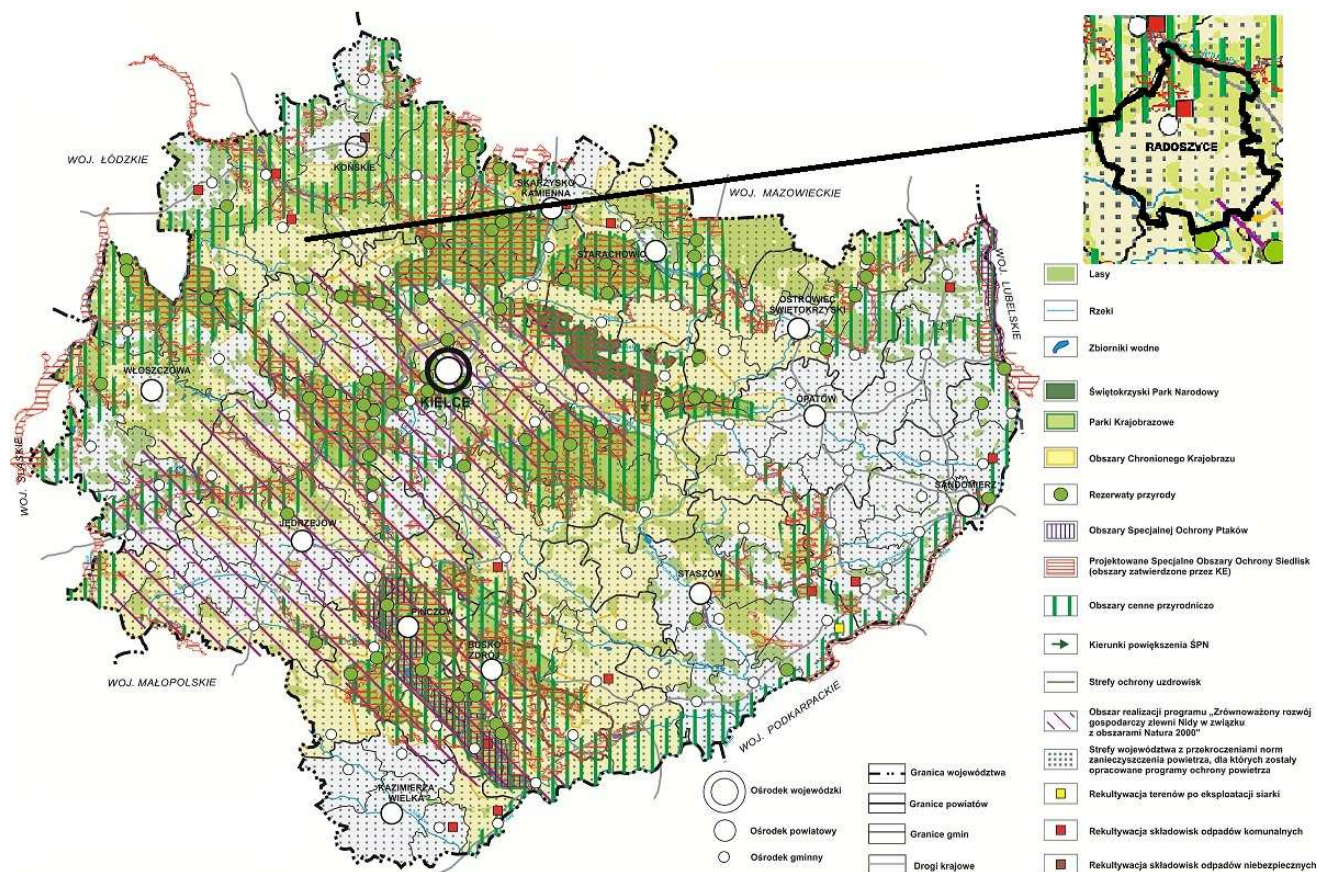 RADOSZYCE
WOJ. ŁÓDZKIE
KOŃSKIE
SKARŻYSKO
KAMIENNA
WOJ. MAZOWIECKIE
STARACHOWIC
WOJ. LUBELSKIE
OSTROWIEC
ŚWIĘTOKRZYSKI
WŁOSZCZOWA
KIELCE
OPATÓW
WOJ. ŚLĄSKIE
SANDOMIERZ
JĘDRZEJÓW
STASZÓW
PIŃCZÓW
BUSKO
ZDRÓJ
WOJ. MAŁOPOLSKIE
WOJ. PODKARPACKIE
KAZIMIERZA
WIELKA
Ośrodek wojewódzki
Ośrodek powiatowy
Ośrodek gminny
Granica województwa
Granice powiatów
Granice gmin
Drogi krajowe
Lasy
Rzeki
Zbiorniki wodne
Świętokrzyski Park Narodowy
Parki Krajobrazowe
Obszary Chronionego Krajobrazu
Rezerwaty przyrody
Obszary Specjalnej Ochrony Ptaków
Projektowane Specjalne Obszary Ochrony Siedlisk
(obszary zatwierdzone przez KE)
Obszary cenne przyrodniczo
Kierunki powiększenia ŚPN
Strefy ochrony uzdrowisk
Obszar realizacji programu „Zrównoważony rozwój
gospodarczy zlewni Nidy w związku
z obszarami Natura 2000"
Strefy województwa z przekroczeniami norm
zanieczyszczenia powietrza, dla których zostały
opracowane programy ochrony powietrza
Rekultywacja terenów po eksploatacji siarki
Rekultywacja składowisk odpadów komunalnych
Rekultywacja składowisk odpadów niebezpiecznych